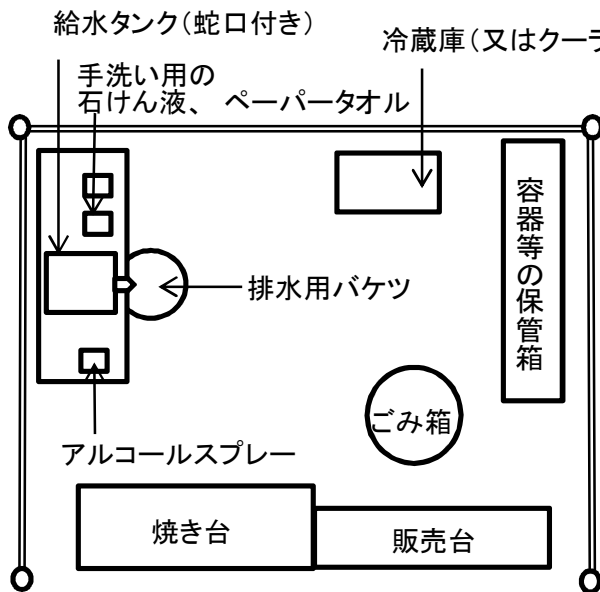 給水タンク(蛇口付き)
冷蔵庫(又はクーラ
手洗い用の
石けん液、 ペーパータオル
容器等の保管箱
排水用バケツ
ごみ箱
アルコールスプレー
焼き台
販売台